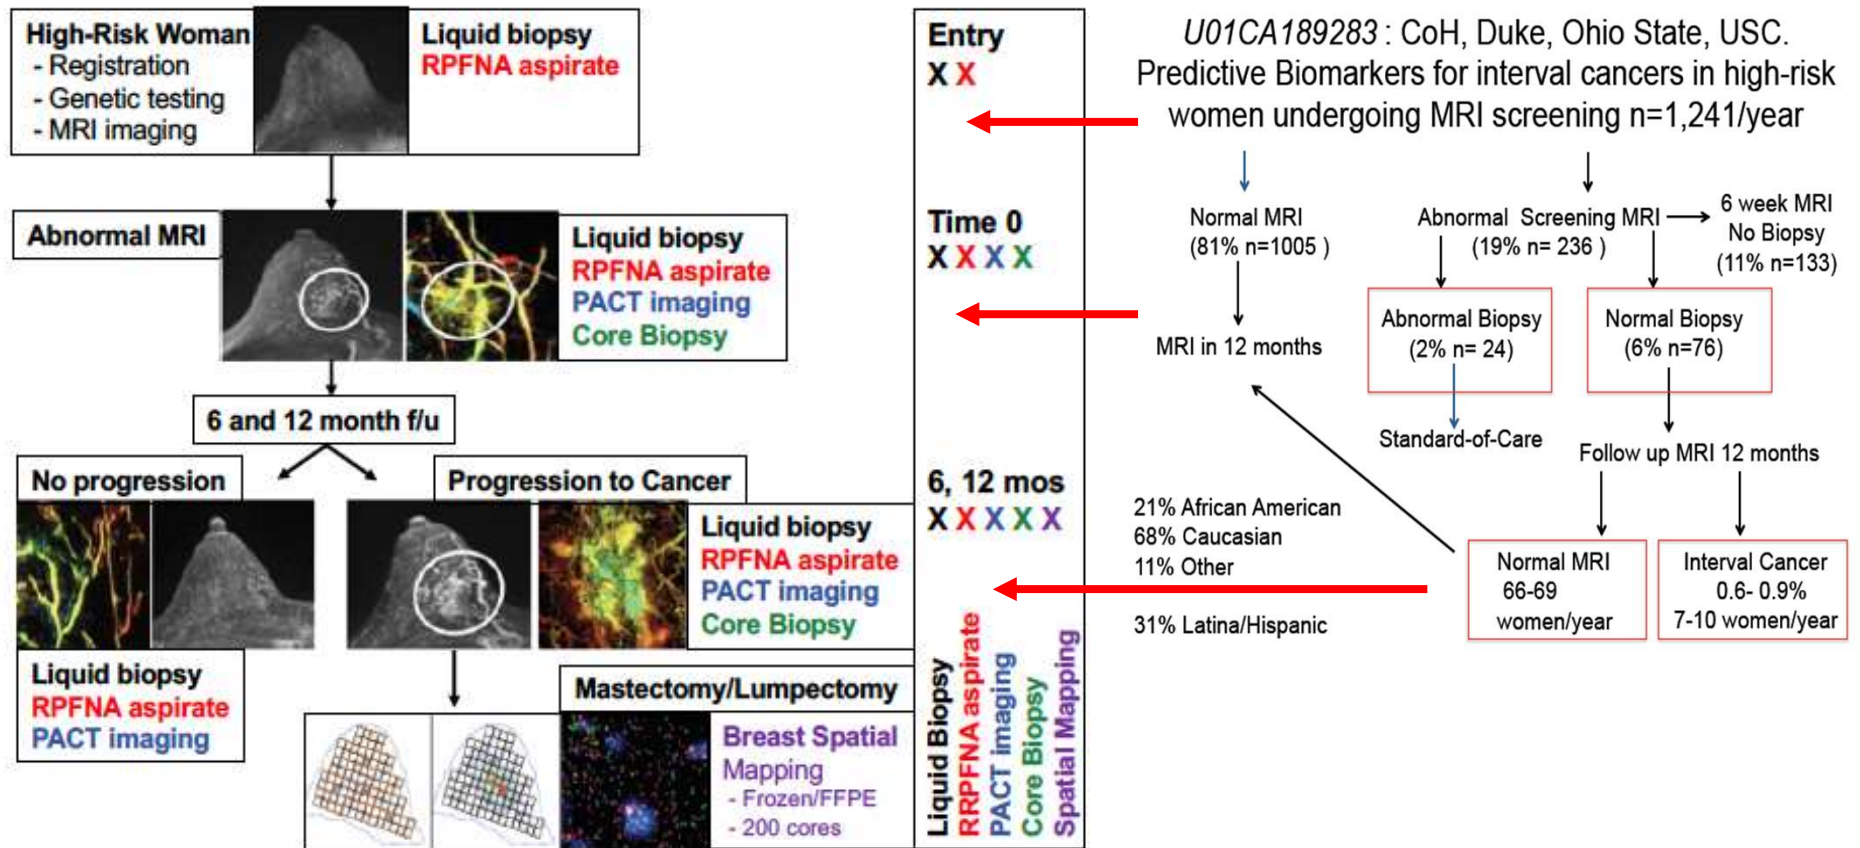 High-Risk Woman
- Registration
- Genetic testing
- MRI imaging
Liquid biopsy
RPFNA aspirate
Abnormal MRI
Liquid biopsy
RPFNA aspirate
PACT imaging
Core Biopsy
6 and 12 month f/u
No progression
Progression to Cancer
Liquid biopsy
RPFNA aspirate
PACT imaging
Core Biopsy
Liquid biopsy
RPFNA aspirate
PACT imaging
Mastectomy/Lumpectomy
Breast Spatial
Mapping
- Frozen/FFPE
- 200 cores
Entry
X X
Time 0
X X X X
6, 12 mos
X X X X X
Liquid Biopsy
RRPFNA aspirate
PACT imaging
Core Biopsy
Spatial Mapping
U01CA189283 : CoH, Duke, Ohio State, USC.
Predictive Biomarkers for interval cancers in high-risk
women undergoing MRI screening n=1,241/year
Normal MRI
(81% n=1005 )
Abnormal Screening MRI
(19% n= 236 )
6 week MRI
No Biopsy
(11% n=133)
MRI in 12 months
Abnormal Biopsy
(2% n= 24)
Normal Biopsy
(6% n=76)
Standard-of-Care
Follow up MRI 12 months
21% African American
68% Caucasian
11% Other
31% Latina/Hispanic
Normal MRI
66-69
women/year
Interval Cancer
0.6- 0.9%
7-10 women/year